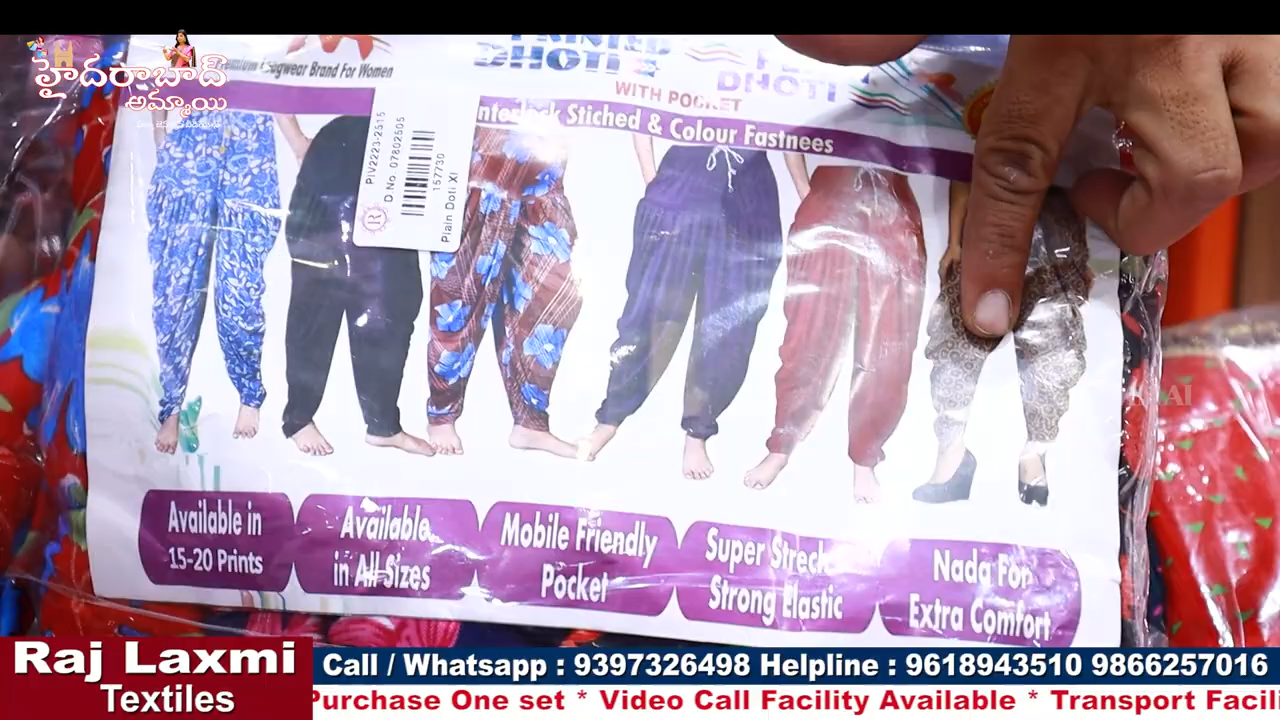 హైదరాబాద్
అమ్మాయి
Brand For Women
PRINTED
DHOTI
DHOTI
WITH POCKET
Stiched & Colour Fastnees
PIV2223-2515
D.No 07802505
157730
Plain Doti Xl
Available in
15-20 Prints
Available
in All Sizes
Mobile Friendly
Pocket
Super Strech
Strong Elastic
Nada For
Extra Comfort
Raj Laxmi
Textiles
Call / Whatsapp : 9397326498 Helpline : 9618943510 9866257016
Purchase One set * Video Call Facility Available * Transport Facili